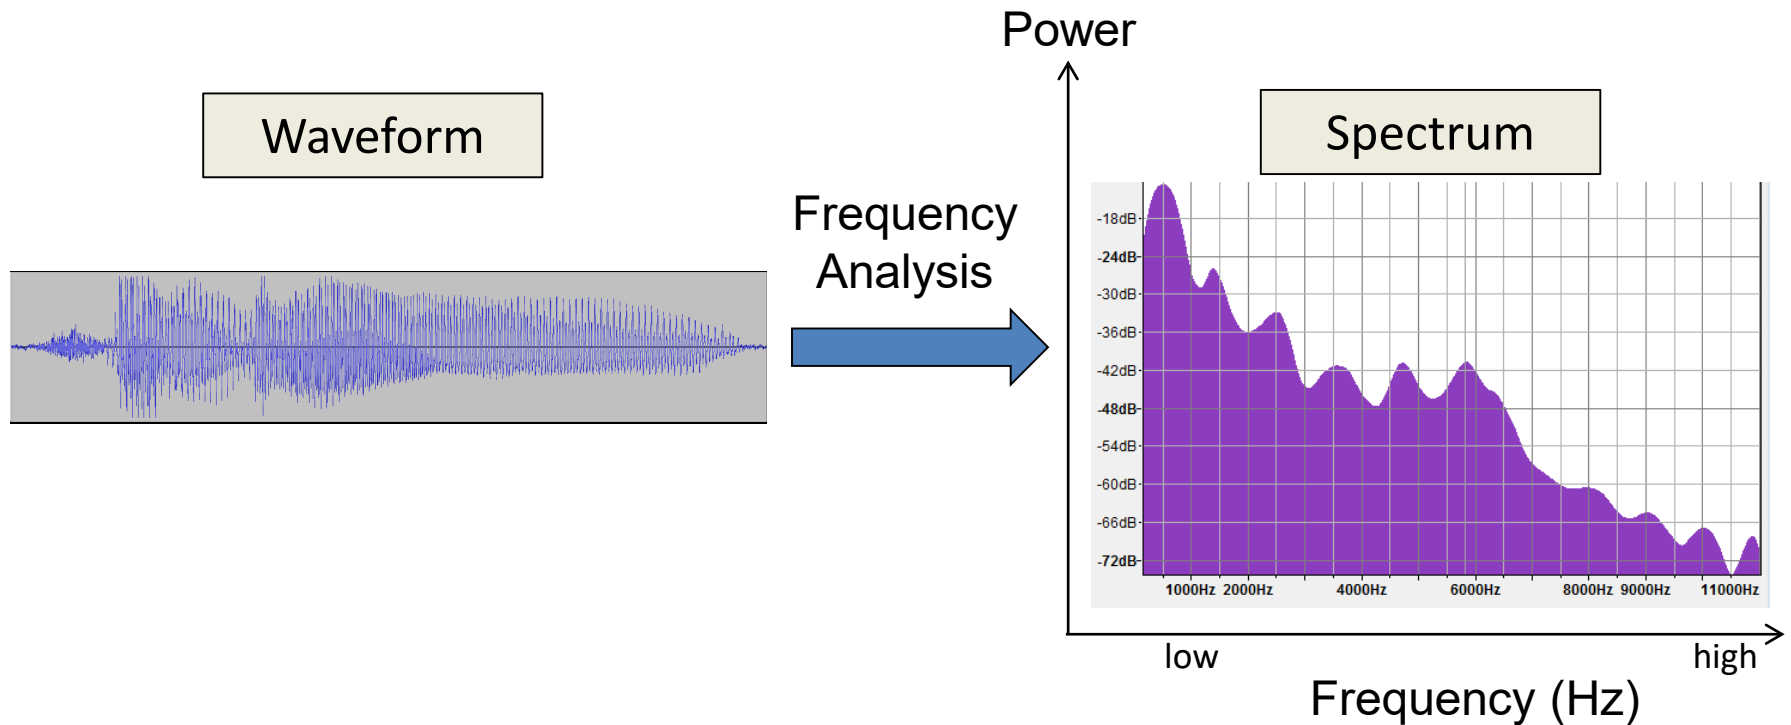 Waveform
Frequency
Analysis
Power
Spectrum
-18dB
-24dB
-30dB
-36dB
-42dB
-48dB
-54dB
-60dB
-66dB
-72dB
1000Hz 2000Hz 4000Hz 6000Hz 8000Hz 9000Hz 11000Hz
low high
Frequency (Hz)